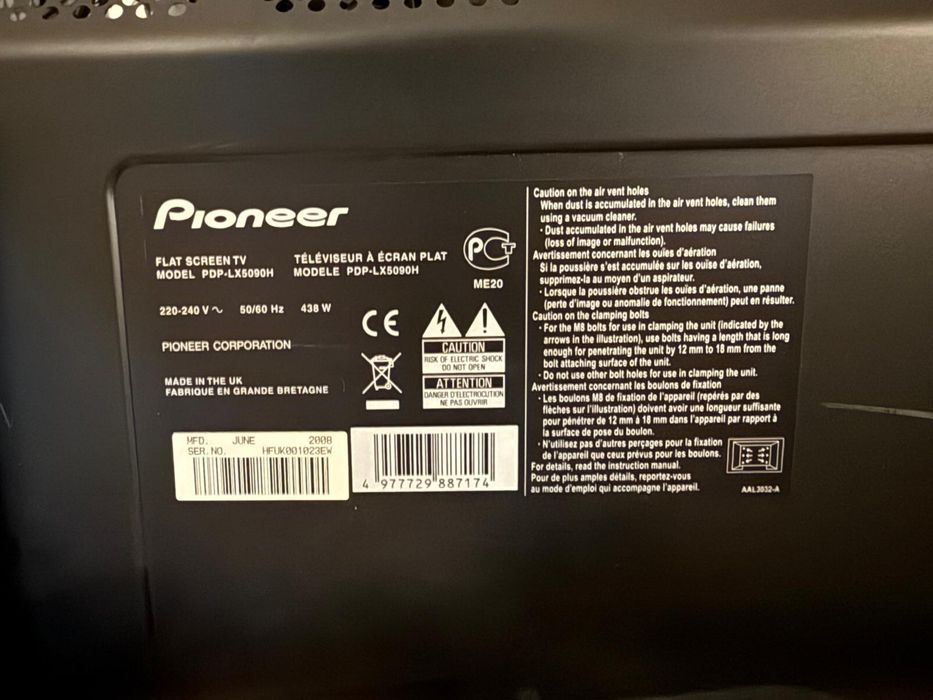 Pioneer
FLAT SCREEN TV
MODEL PDP-LX5090H
TÉLÉVISEUR À ÉCRAN PLAT
MODELE PDP-LX5090H
220-240 V ~ 50/60 Hz 438 W
PIONEER CORPORATION
MADE IN THE UK
FABRIQUE EN GRANDE BRETAGNE
PCT
ME20
CE
CAUTION
RISK OF ELECTRIC SHOCK
DO NOT OPEN
ATTENTION
DANGER D'ELECTROCUTION
NE PAS OUVRIR
MFD. JUNE 2008
SER. NO. HFUK001023EW
4 977729 887174
Caution on the air vent holes
When dust is accumulated in the air vent holes, clean them
using a vacuum cleaner.
· Dust accumulated in the air vent holes may cause failures
(loss of image or malfunction).
Avertissement concernant les ouïes d'aération
Si la poussière s'est accumulée sur les ouïse d'aération,
supprimez-la au moyen d'un aspirateur.
· Lorsque la poussière obstrue les ouïes d'aération, une panne
(perte d'image ou anomalie de fonctionnement) peut en résulter.
Caution on the clamping bolts
· For the M8 bolts for use in clamping the unit (indicated by the
arrows in the illustration), use bolts having a length that is long
enough for penetrating the unit by 12 mm to 18 mm from the
bolt attaching surface of the unit.
· Do not use other bolt holes for use in clamping the unit.
Avertissement concernant les boulons de fixation
· Les boulons M8 de fixation de l'appareil (repérés par des
flèches sur l'illustration) doivent avoir une longueur suffisante
pour pénétrer de 12 mm à 18 mm dans l'appareil par rapport à
la surface de pose du boulon.
· N'utilisez pas d'autres perçages pour la fixation
de l'appareil que ceux prévus pour les boulons.
For details, read the instruction manual.
Pour de plus amples détails, reportez-vous
au mode d'emploi qui accompagne l'appareil.
AAL3032-A